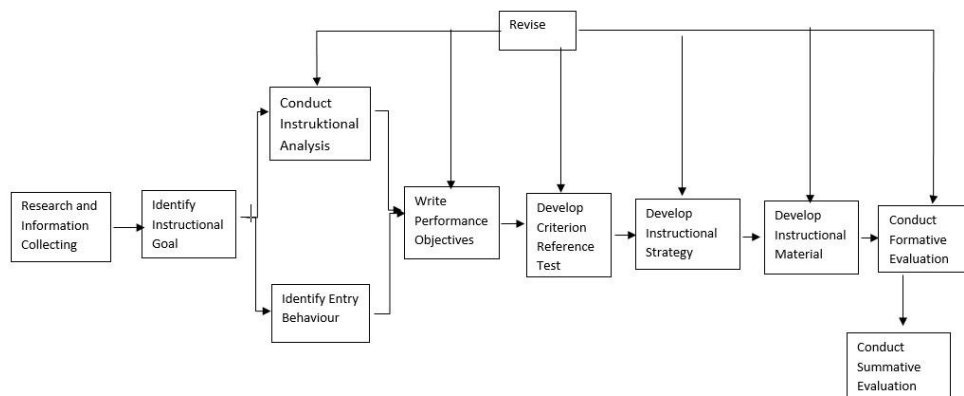 Revise
Conduct
Instruktional
Analysis
Research and
Information
Collecting
Identify
Instructional
Goal
Write
Performance
Objectives
Develop
Criterion
Reference
Test
Develop
Instructional
Strategy
Develop
Instructional
Material
Conduct
Formative
Evaluation
Identify Entry
Behaviour
Conduct
Summative
Evaluation